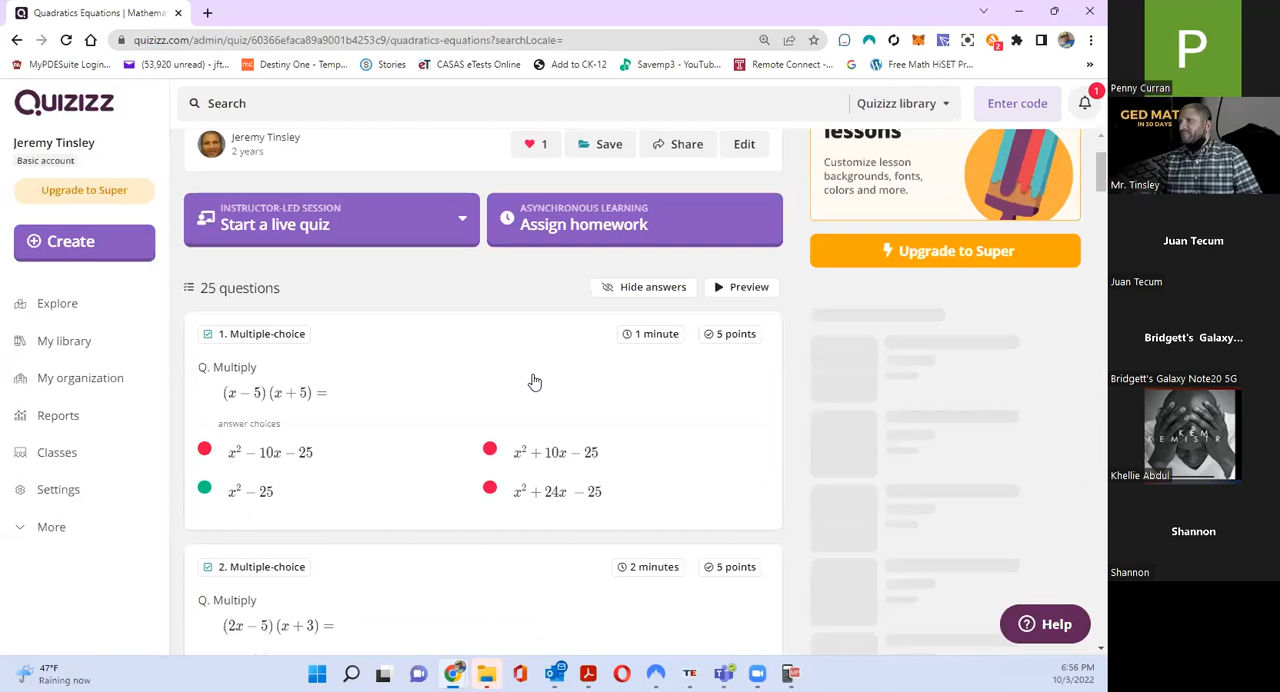 Quadratics Equations | Mathema
quizizz.com/admin/quiz/60366efaca89a9001b4253c9/quadratics-equations?searchLocale=
2
MyPDESuite Login...
(53,920 unread) - jft...
Destiny One - Temp...
Stories
CASAS eTests Online
Add to CK-12
Savemp3 - YouTub...
Remote Connect -...
Free Math HiSET Pr...
QUIZIZZ
Search
Quizizz library
Enter code
1
Jeremy Tinsley
Basic account
Upgrade to Super
Create
Explore
My library
My organization
Reports
Classes
Settings
More
Jeremy Tinsley
2 years
1
Save
Share
Edit
INSTRUCTOR-LED SESSION
Start a live quiz
ASYNCHRONOUS LEARNING
Assign homework
25 questions
Hide answers
Preview
1. Multiple-choice
1 minute
5 points
Q. Multiply
(x − 5) (x + 5) =
answer choices
x² − 10x − 25
x² + 10x − 25
x² − 25
x² + 24x − 25
2. Multiple-choice
2 minutes
5 points
Q. Multiply
(2x − 5) (x + 3) =
lessons
Customize lesson
backgrounds, fonts,
colors and more.
Upgrade to Super
Help
P
Penny Curran
GED MAT
IN 30 DAYS
Mr. Tinsley
Juan Tecum
Juan Tecum
Bridgett's Galaxy...
Bridgett's Galaxy Note20 5G
KEM
Khellie Abdul
Shannon
Shannon
47°F
Raining now
TE
6:56 PM
10/3/2022